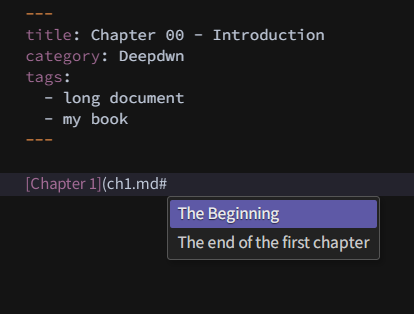 ---
title: Chapter 00 - Introduction
category: Deepdwn
tags:
  - long document
  - my book
---
[Chapter 1](ch1.md#
The Beginning
The end of the first chapter